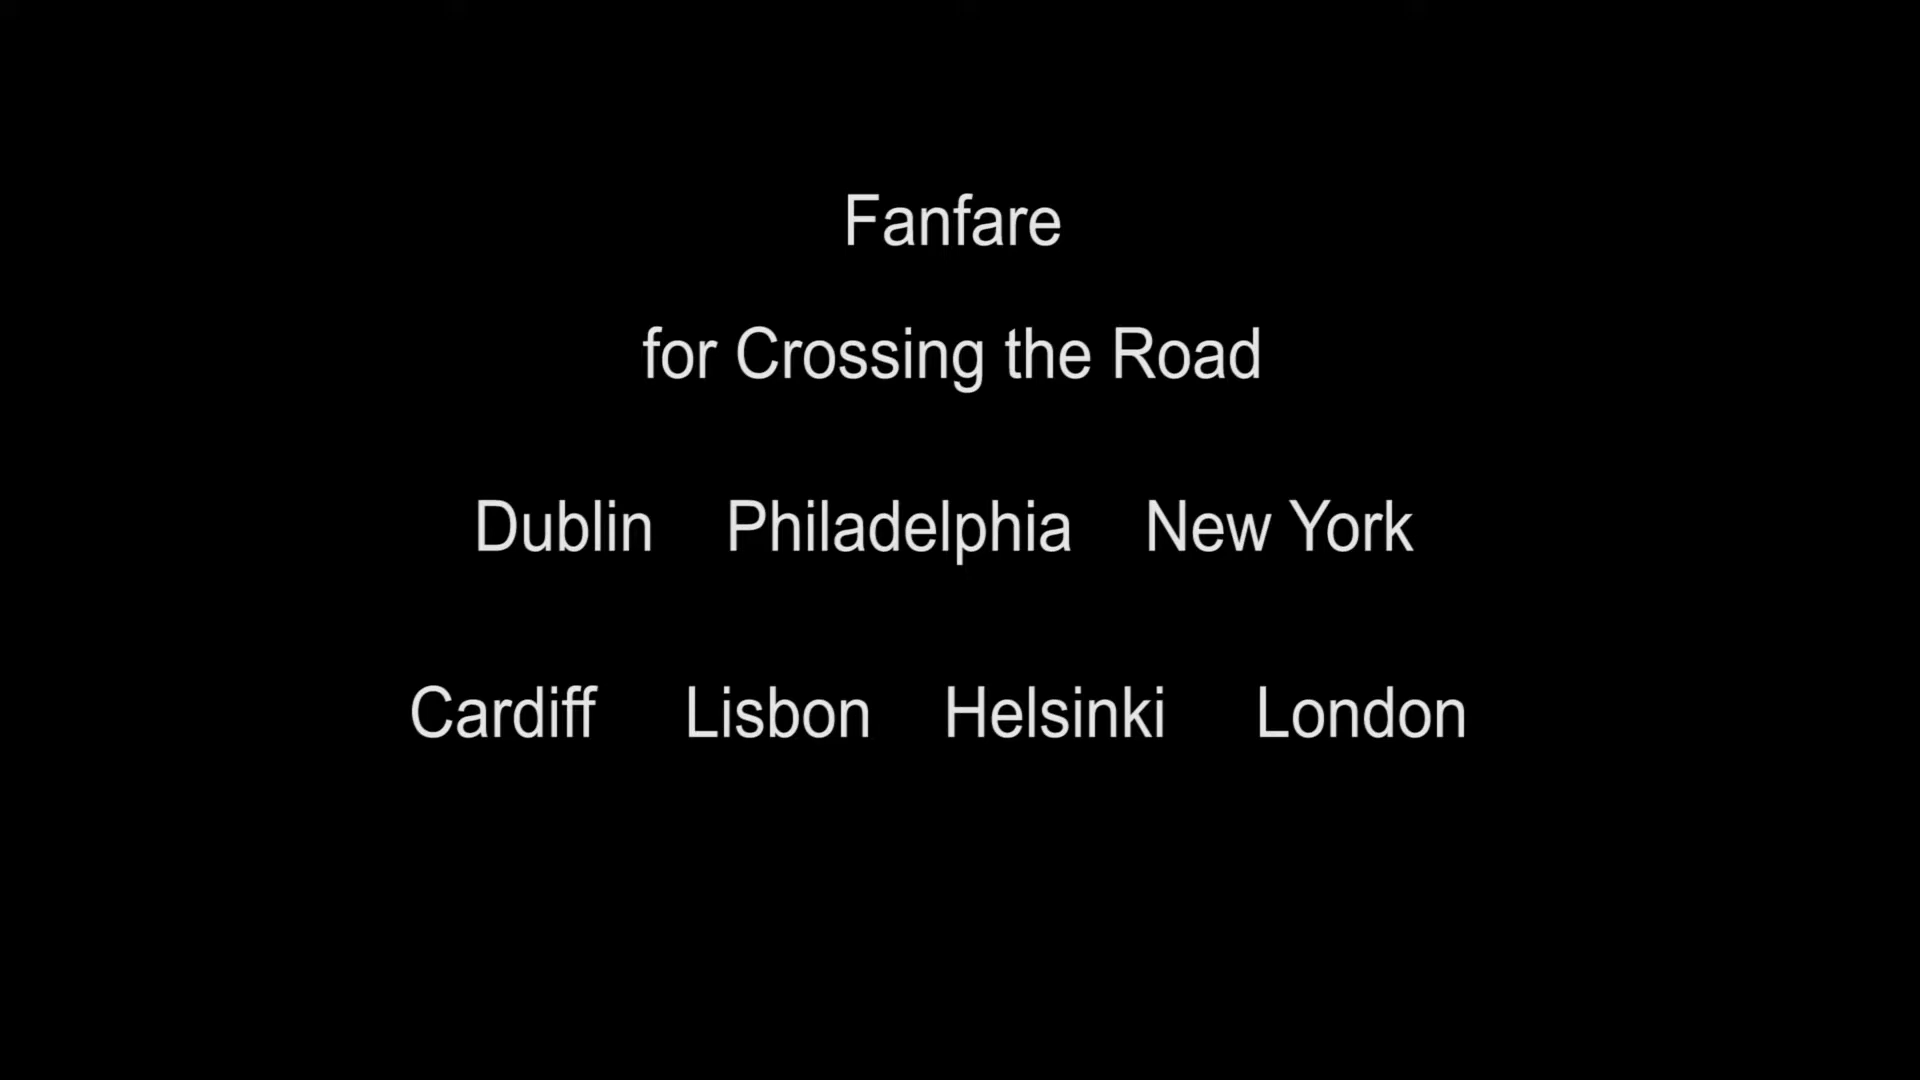 Fanfare
for Crossing the Road
Dublin Philadelphia New York
Cardiff Lisbon Helsinki London